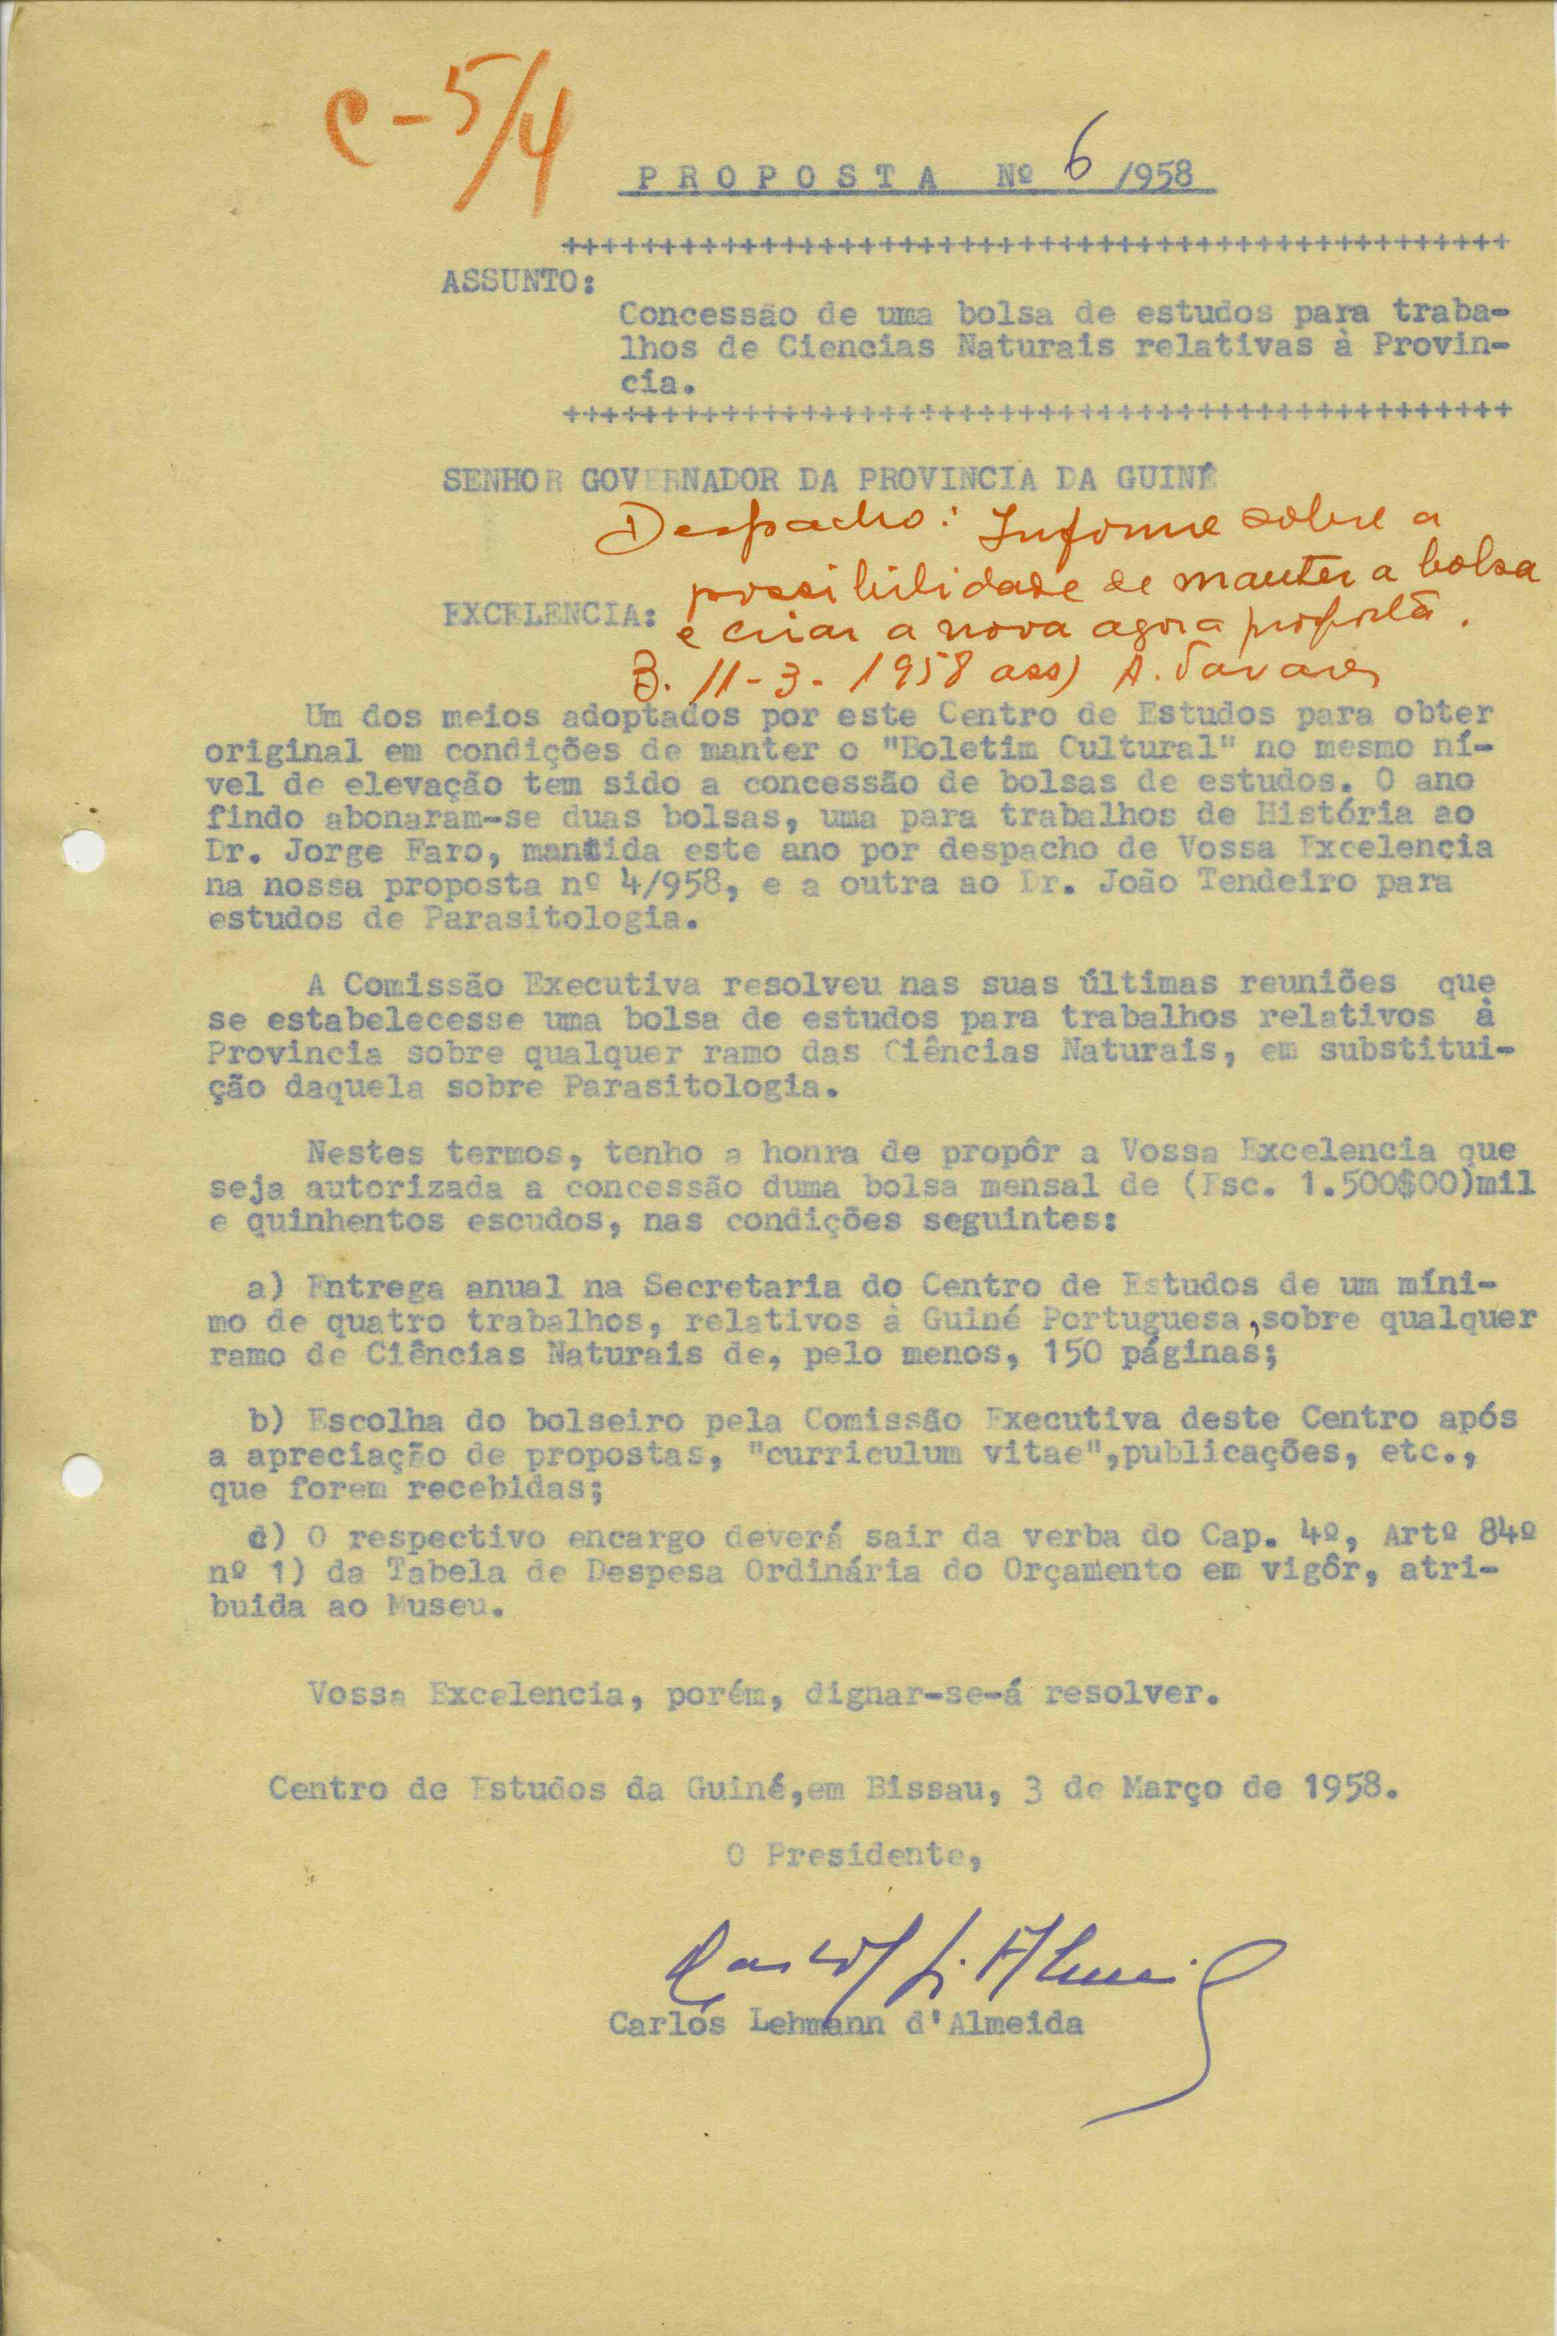 C-5/4
PROPOSTA Nº 6 /958
++++++++++++++++++++++++++++++++++++++++++++++++
ASSUNTO:
Concessão de uma bolsa de estudos para traba-
lhos de Ciencias Naturais relativas à Provin-
cia.
++++++++++++++++++++++++++++++++++++++++++++++++
SENHOR GOVERNADOR DA PROVINCIA DA GUINÉ
Despacho: Informe sobre a
possibilidade de manter a bolsa
EXCELENCIA: e criar a nova agora proposta.
B. 11-3-1958 ass) A. Tavares
Um dos meios adoptados por este Centro de Estudos para obter
original em condições de manter o "Boletim Cultural" no mesmo ní-
vel de elevação tem sido a concessão de bolsas de estudos. O ano
findo abonaram-se duas bolsas, uma para trabalhos de História ao
Dr. Jorge Faro, mantida este ano por despacho de Vossa Excelencia
na nossa proposta nº 4/958, e a outra ao Dr. João Tendeiro para
estudos de Parasitologia.
A Comissão Executiva resolveu nas suas últimas reuniões que
se estabelecesse uma bolsa de estudos para trabalhos relativos à
Provincia sobre qualquer ramo das Ciências Naturais, em substitui-
ção daquela sobre Parasitologia.
Nestes termos, tenho a honra de propôr a Vossa Excelencia que
seja autorizada a concessão duma bolsa mensal de (Esc. 1.500$00)mil
e quinhentos escudos, nas condições seguintes:
a) Entrega anual na Secretaria do Centro de Estudos de um míni-
mo de quatro trabalhos, relativos à Guiné Portuguesa,sobre qualquer
ramo de Ciências Naturais de, pelo menos, 150 páginas;
b) Escolha do bolseiro pela Comissão Executiva deste Centro após
a apreciação de propostas, "curriculum vitae",publicações, etc.,
que forem recebidas;
c) O respectivo encargo deverá sair da verba do Cap. 4º, Artº 84º
nº 1) da Tabela de Despesa Ordinária do Orçamento em vigôr, atri-
buida ao Museu.
Vossa Excelencia, porém, dignar-se-á resolver.
Centro de Estudos da Guiné,em Bissau, 3 de Março de 1958.
O Presidente,
Carlos L. Almeida
Carlos Lehmann d'Almeida